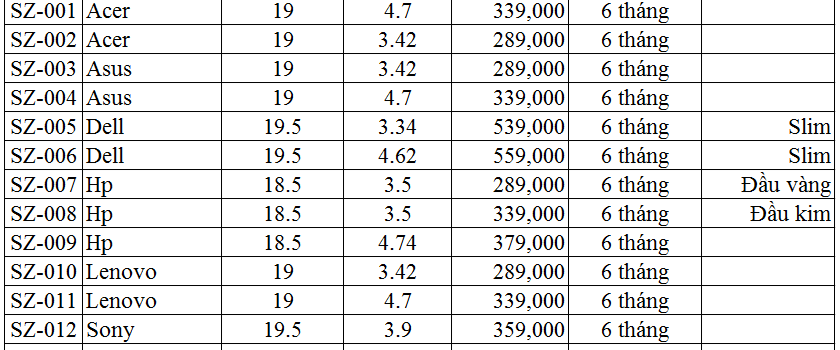 SZ-001 Acer 19 4.7 339,000 6 tháng
SZ-002 Acer 19 3.42 289,000 6 tháng
SZ-003 Asus 19 3.42 289,000 6 tháng
SZ-004 Asus 19 4.7 339,000 6 tháng
SZ-005 Dell 19.5 3.34 539,000 6 tháng Slim
SZ-006 Dell 19.5 4.62 559,000 6 tháng Slim
SZ-007 Hp 18.5 3.5 289,000 6 tháng Đầu vàng
SZ-008 Hp 18.5 3.5 339,000 6 tháng Đầu kim
SZ-009 Hp 18.5 4.74 379,000 6 tháng
SZ-010 Lenovo 19 3.42 289,000 6 tháng
SZ-011 Lenovo 19 4.7 339,000 6 tháng
SZ-012 Sony 19.5 3.9 359,000 6 tháng